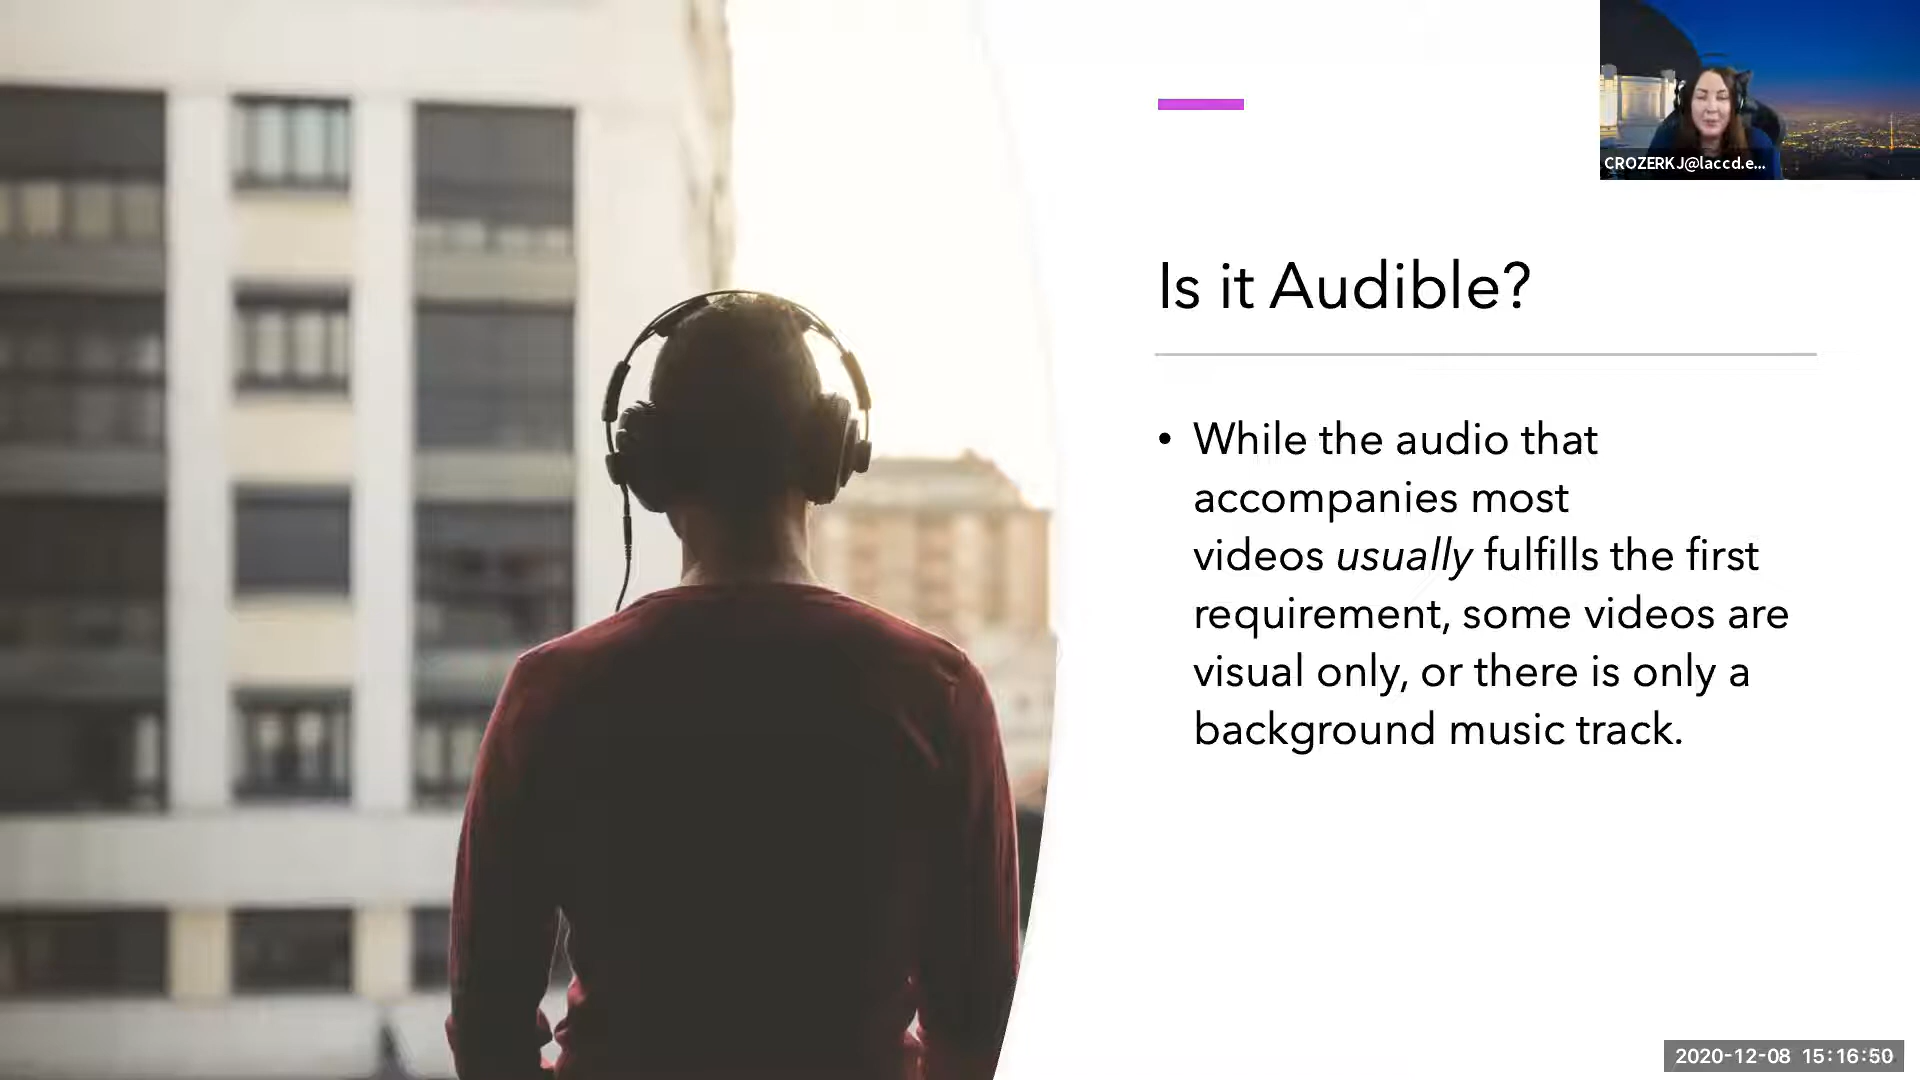 CROZERKJ@laccd.e...
Is it Audible?
• While the audio that
accompanies most
videos usually fulfills the first
requirement, some videos are
visual only, or there is only a
background music track.
2020-12-08 15:16:50